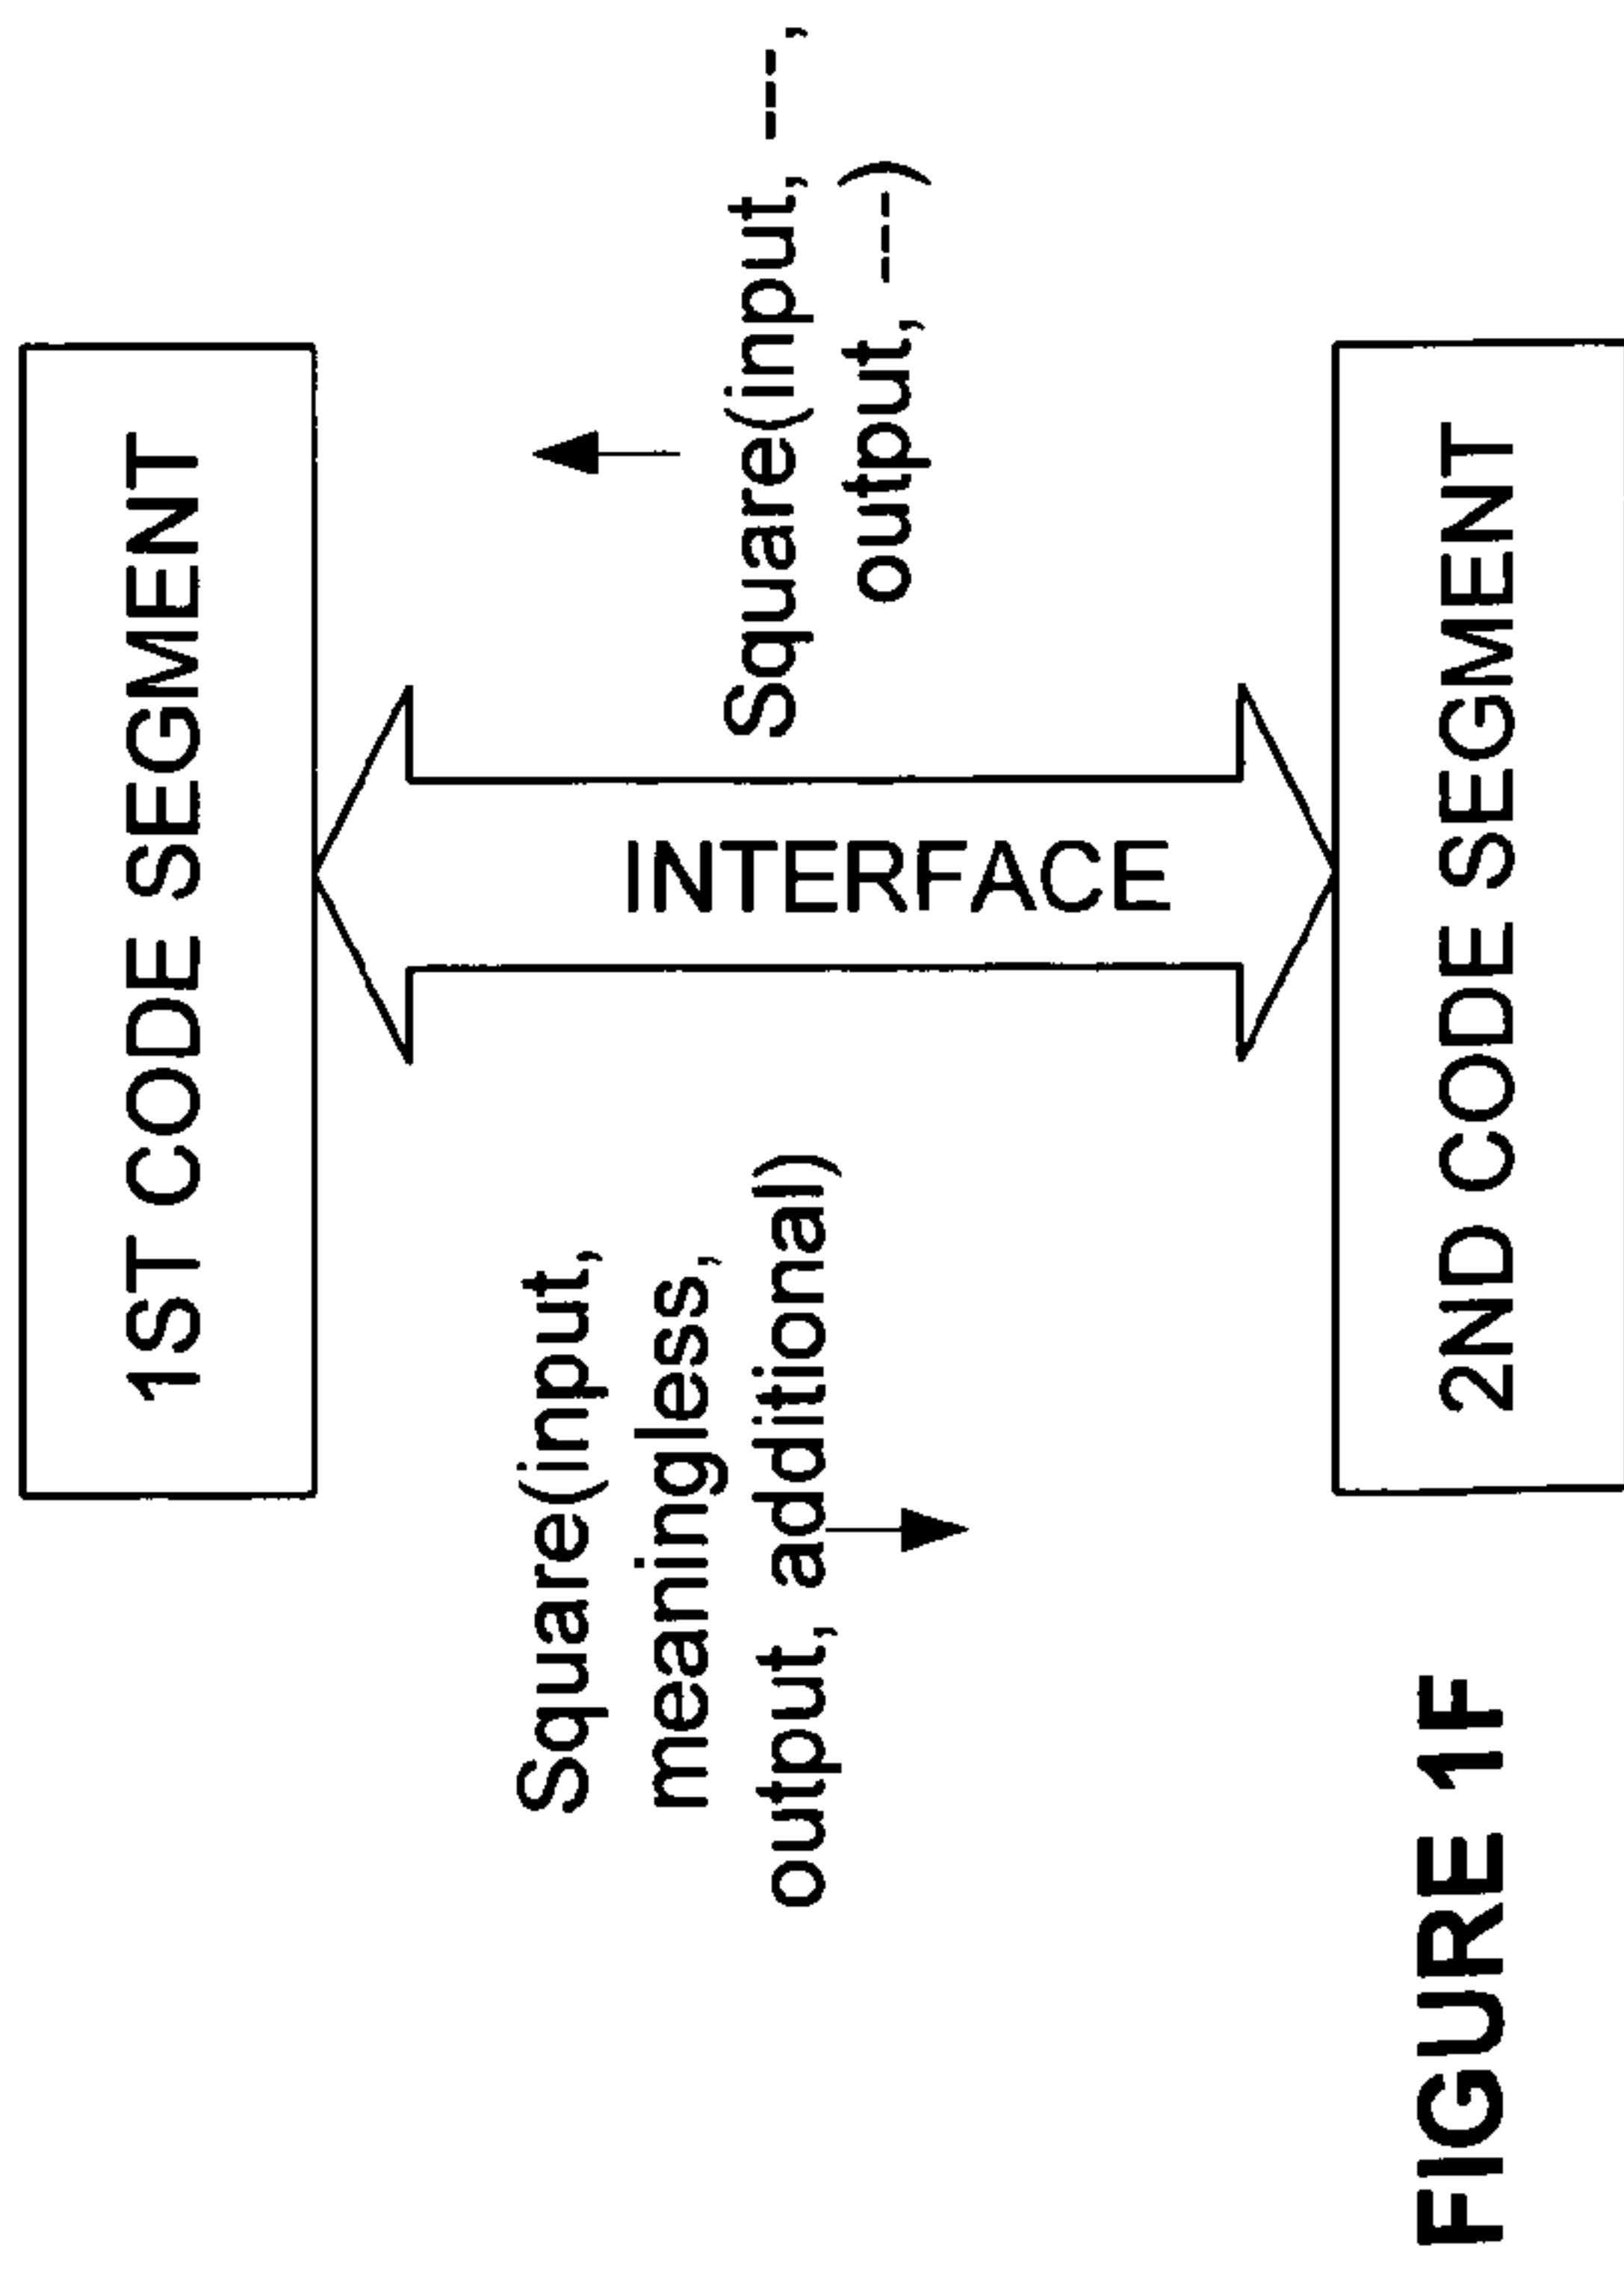 1ST CODE SEGMENT
Square(input,
meaningless,
output, additional)
INTERFACE
Square(input, ---,
output, ---)
2ND CODE SEGMENT
FIGURE 1F